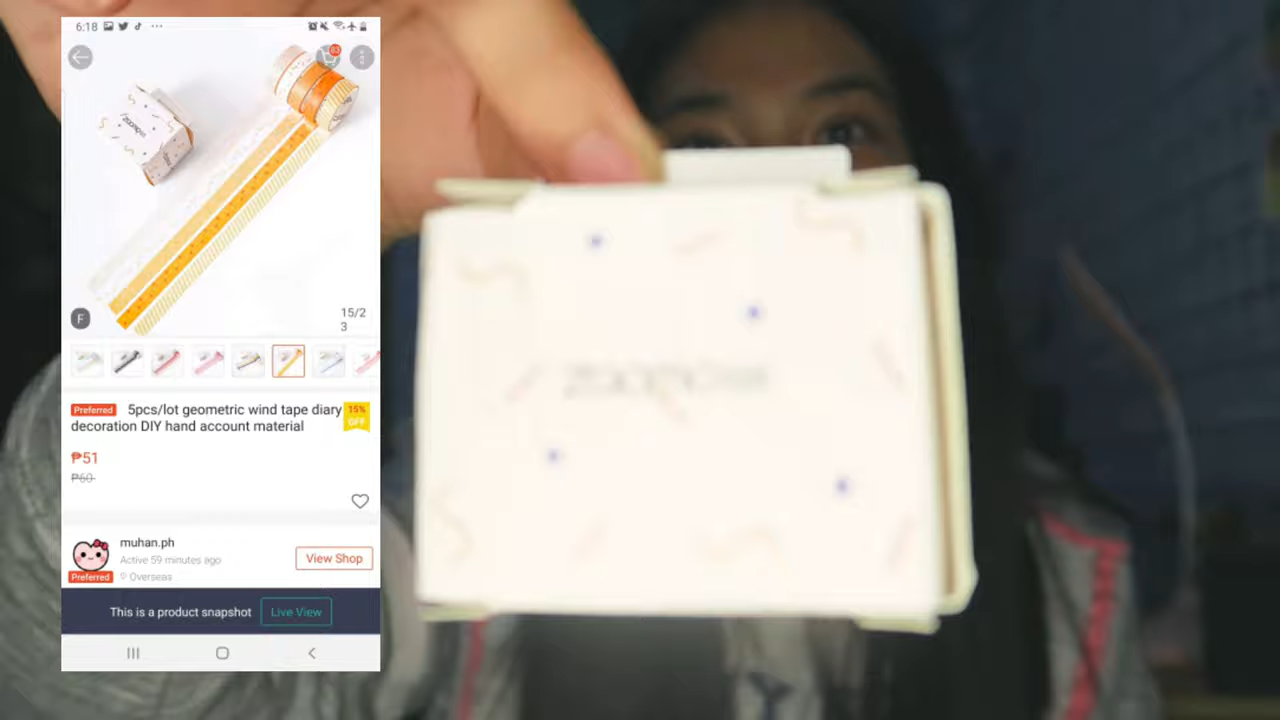 6:18
83
15/2
3
F
Preferred 5pcs/lot geometric wind tape diary
decoration DIY hand account material
15%
OFF
₱51
₱60
muhan.ph
Active 59 minutes ago
View Shop
Preferred
Overseas
This is a product snapshot
Live View